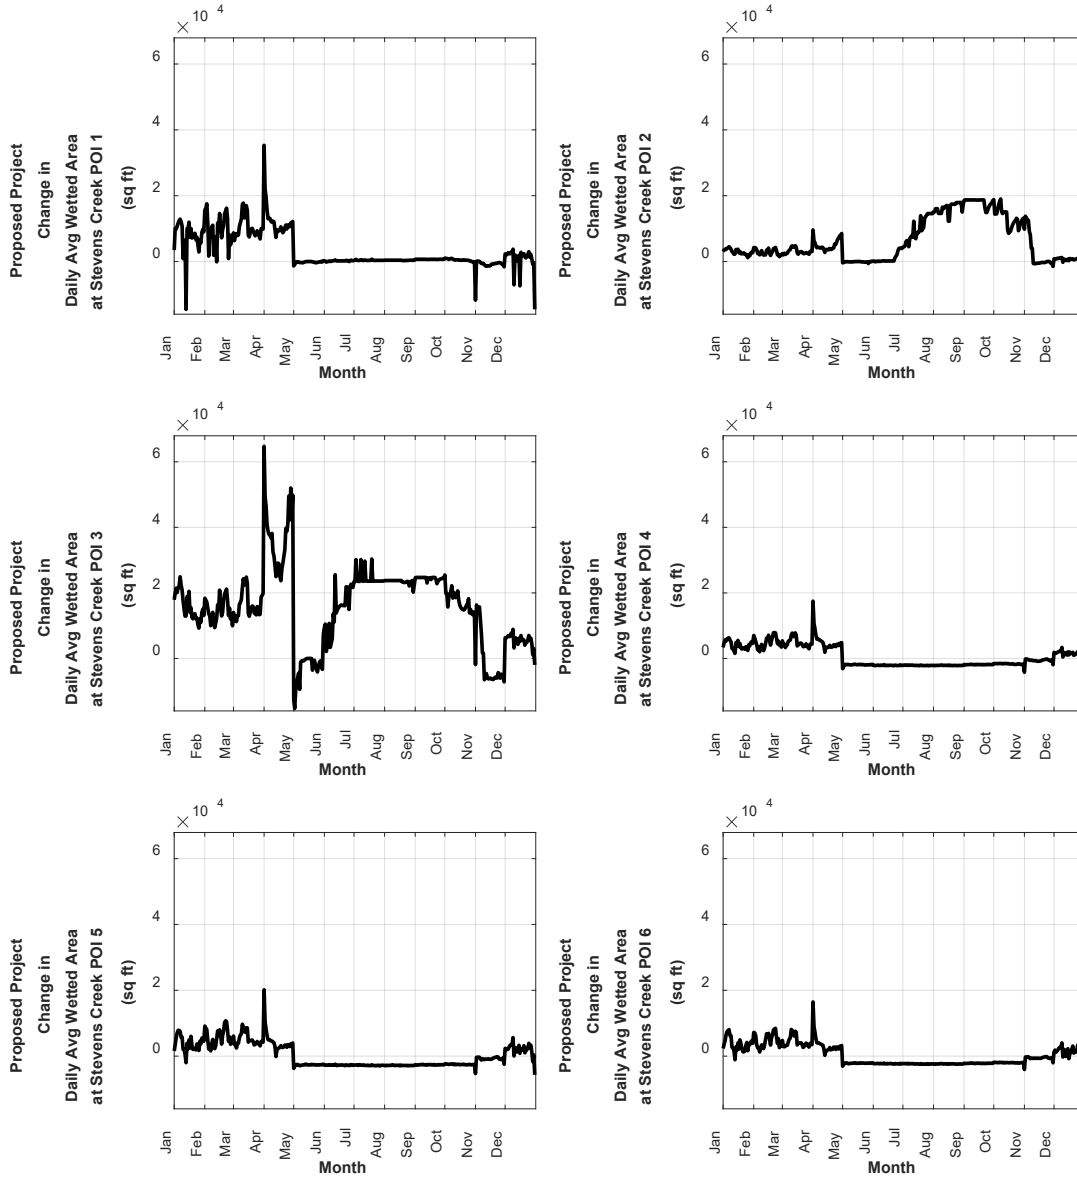 × 10 4
6
4
2
0
Proposed Project
Change in
Daily Avg Wetted Area
at Stevens Creek POI 1
(sq ft)
Jan Feb Mar Apr May Jun Jul Aug Sep Oct Nov Dec
Month
× 10 4
6
4
2
0
Proposed Project
Change in
Daily Avg Wetted Area
at Stevens Creek POI 2
(sq ft)
Jan Feb Mar Apr May Jun Jul Aug Sep Oct Nov Dec
Month
× 10 4
6
4
2
0
Proposed Project
Change in
Daily Avg Wetted Area
at Stevens Creek POI 3
(sq ft)
Jan Feb Mar Apr May Jun Jul Aug Sep Oct Nov Dec
Month
× 10 4
6
4
2
0
Proposed Project
Change in
Daily Avg Wetted Area
at Stevens Creek POI 4
(sq ft)
Jan Feb Mar Apr May Jun Jul Aug Sep Oct Nov Dec
Month
× 10 4
6
4
2
0
Proposed Project
Change in
Daily Avg Wetted Area
at Stevens Creek POI 5
(sq ft)
Jan Feb Mar Apr May Jun Jul Aug Sep Oct Nov Dec
Month
× 10 4
6
4
2
0
Proposed Project
Change in
Daily Avg Wetted Area
at Stevens Creek POI 6
(sq ft)
Jan Feb Mar Apr May Jun Jul Aug Sep Oct Nov Dec
Month